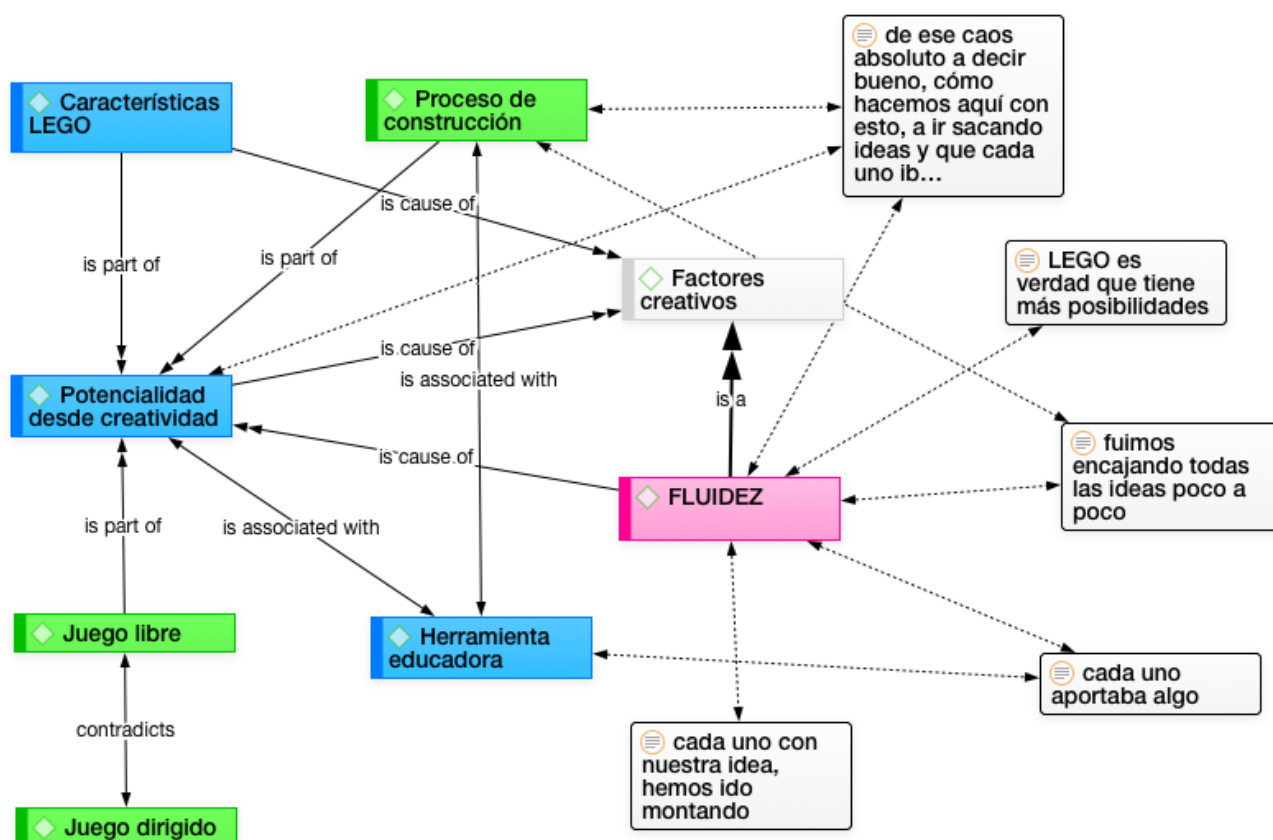 de ese caos
absoluto a decir
bueno, cómo
hacemos aquí con
esto, a ir sacando
ideas y que cada
uno ib...
Características
LEGO
Proceso de
construcción
is cause of
is part of
is part of
LEGO es
verdad que tiene
más posibilidades
Factores
creativos
is cause of
is associated with
is a
Potencialidad
desde creatividad
fuimos
encajando todas
las ideas poco a
poco
is cause of
FLUIDEZ
is part of
is associated with
Juego libre
Herramienta
educadora
cada uno
aportaba algo
contradicts
cada uno con
nuestra idea,
hemos ido
montando
Juego dirigido